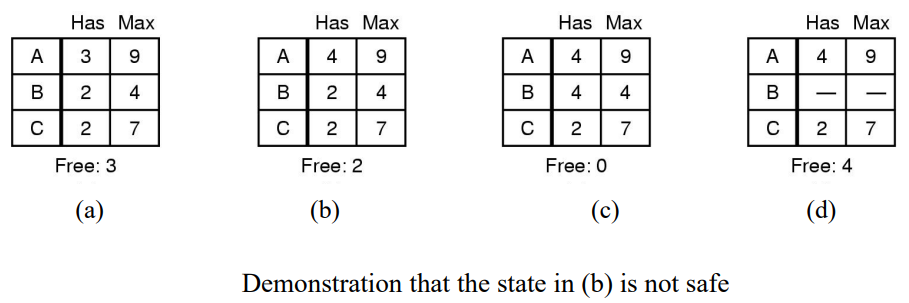 Has Max
A 3 9
B 2 4
C 2 7
Free: 3
(a)
Has Max
A 4 9
B 2 4
C 2 7
Free: 2
(b)
Has Max
A 4 9
B 4 4
C 2 7
Free: 0
(c)
Has Max
A 4 9
B — —
C 2 7
Free: 4
(d)
Demonstration that the state in (b) is not safe